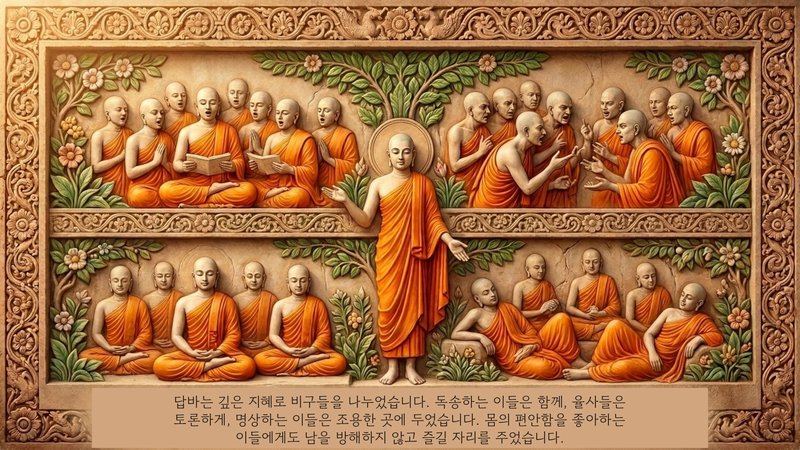 답바는 깊은 지혜로 비구들을 나누었습니다. 독송하는 이들은 함께, 율사들은
토론하게, 명상하는 이들은 조용한 곳에 두었습니다. 몸의 편안함을 좋아하는
이들에게도 남을 방해하지 않고 즐길 자리를 주었습니다.